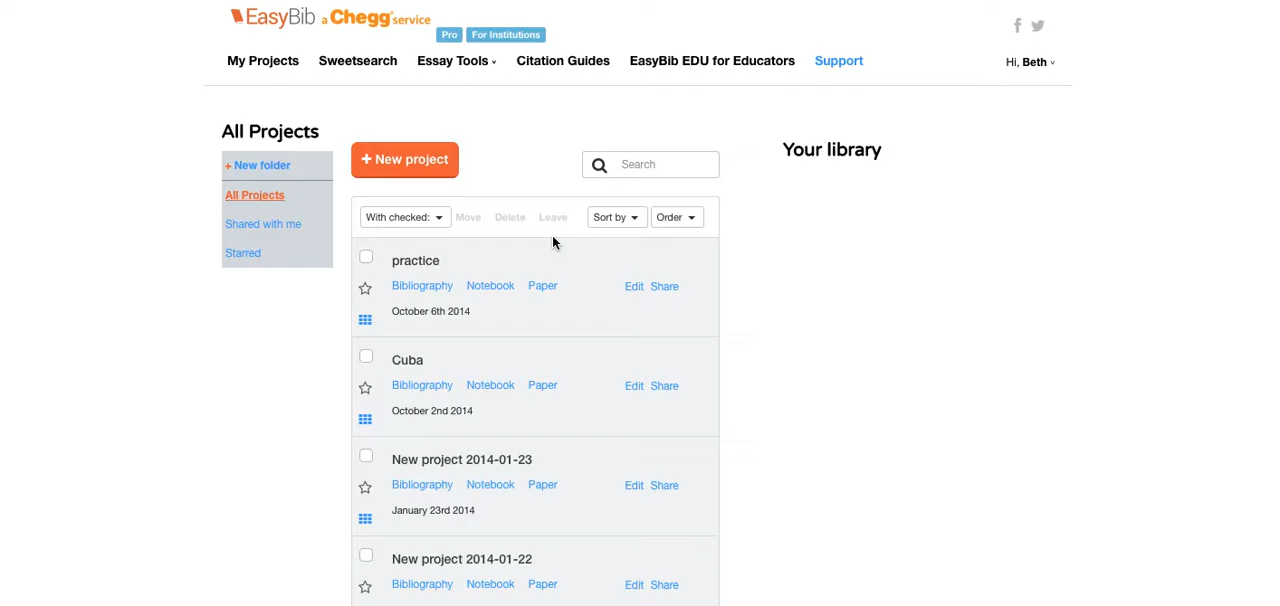 EasyBib a Chegg service
Pro For Institutions
My Projects Sweetsearch Essay Tools Citation Guides EasyBib EDU for Educators Support Hi, Beth
All Projects
+ New folder
All Projects
Shared with me
Starred
+ New project
Search
With checked: Move Delete Leave Sort by Order
practice
Bibliography Notebook Paper Edit Share
October 6th 2014
Cuba
Bibliography Notebook Paper Edit Share
October 2nd 2014
New project 2014-01-23
Bibliography Notebook Paper Edit Share
January 23rd 2014
New project 2014-01-22
Bibliography Notebook Paper Edit Share
Your library